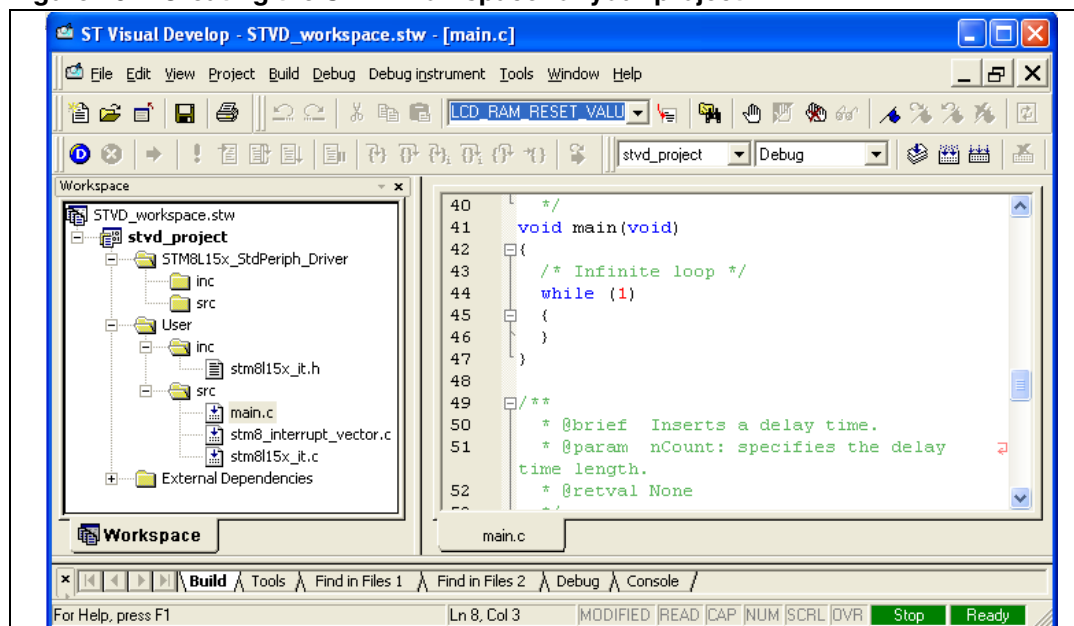 ST Visual Develop - STVD_workspace.stw - [main.c]
File Edit View Project Build Debug Debug instrument Tools Window Help
LCD_RAM_RESET_VALU
stvd_project Debug
Workspace
STVD_workspace.stw
stvd_project
STM8L15x_StdPeriph_Driver
inc
src
User
inc
stm8l15x_it.h
src
main.c
stm8_interrupt_vector.c
stm8l15x_it.c
External Dependencies
Workspace
40 */
41 void main(void)
42 {
43 /* Infinite loop */
44 while (1)
45 {
46 }
47 }
48
49 /**
50 * @brief Inserts a delay time.
51 * @param nCount: specifies the delay
time length.
52 * @retval None
main.c
Build Tools Find in Files 1 Find in Files 2 Debug Console
For Help, press F1 Ln 8, Col 3 MODIFIED READ CAP NUM SCRL OVR Stop Ready